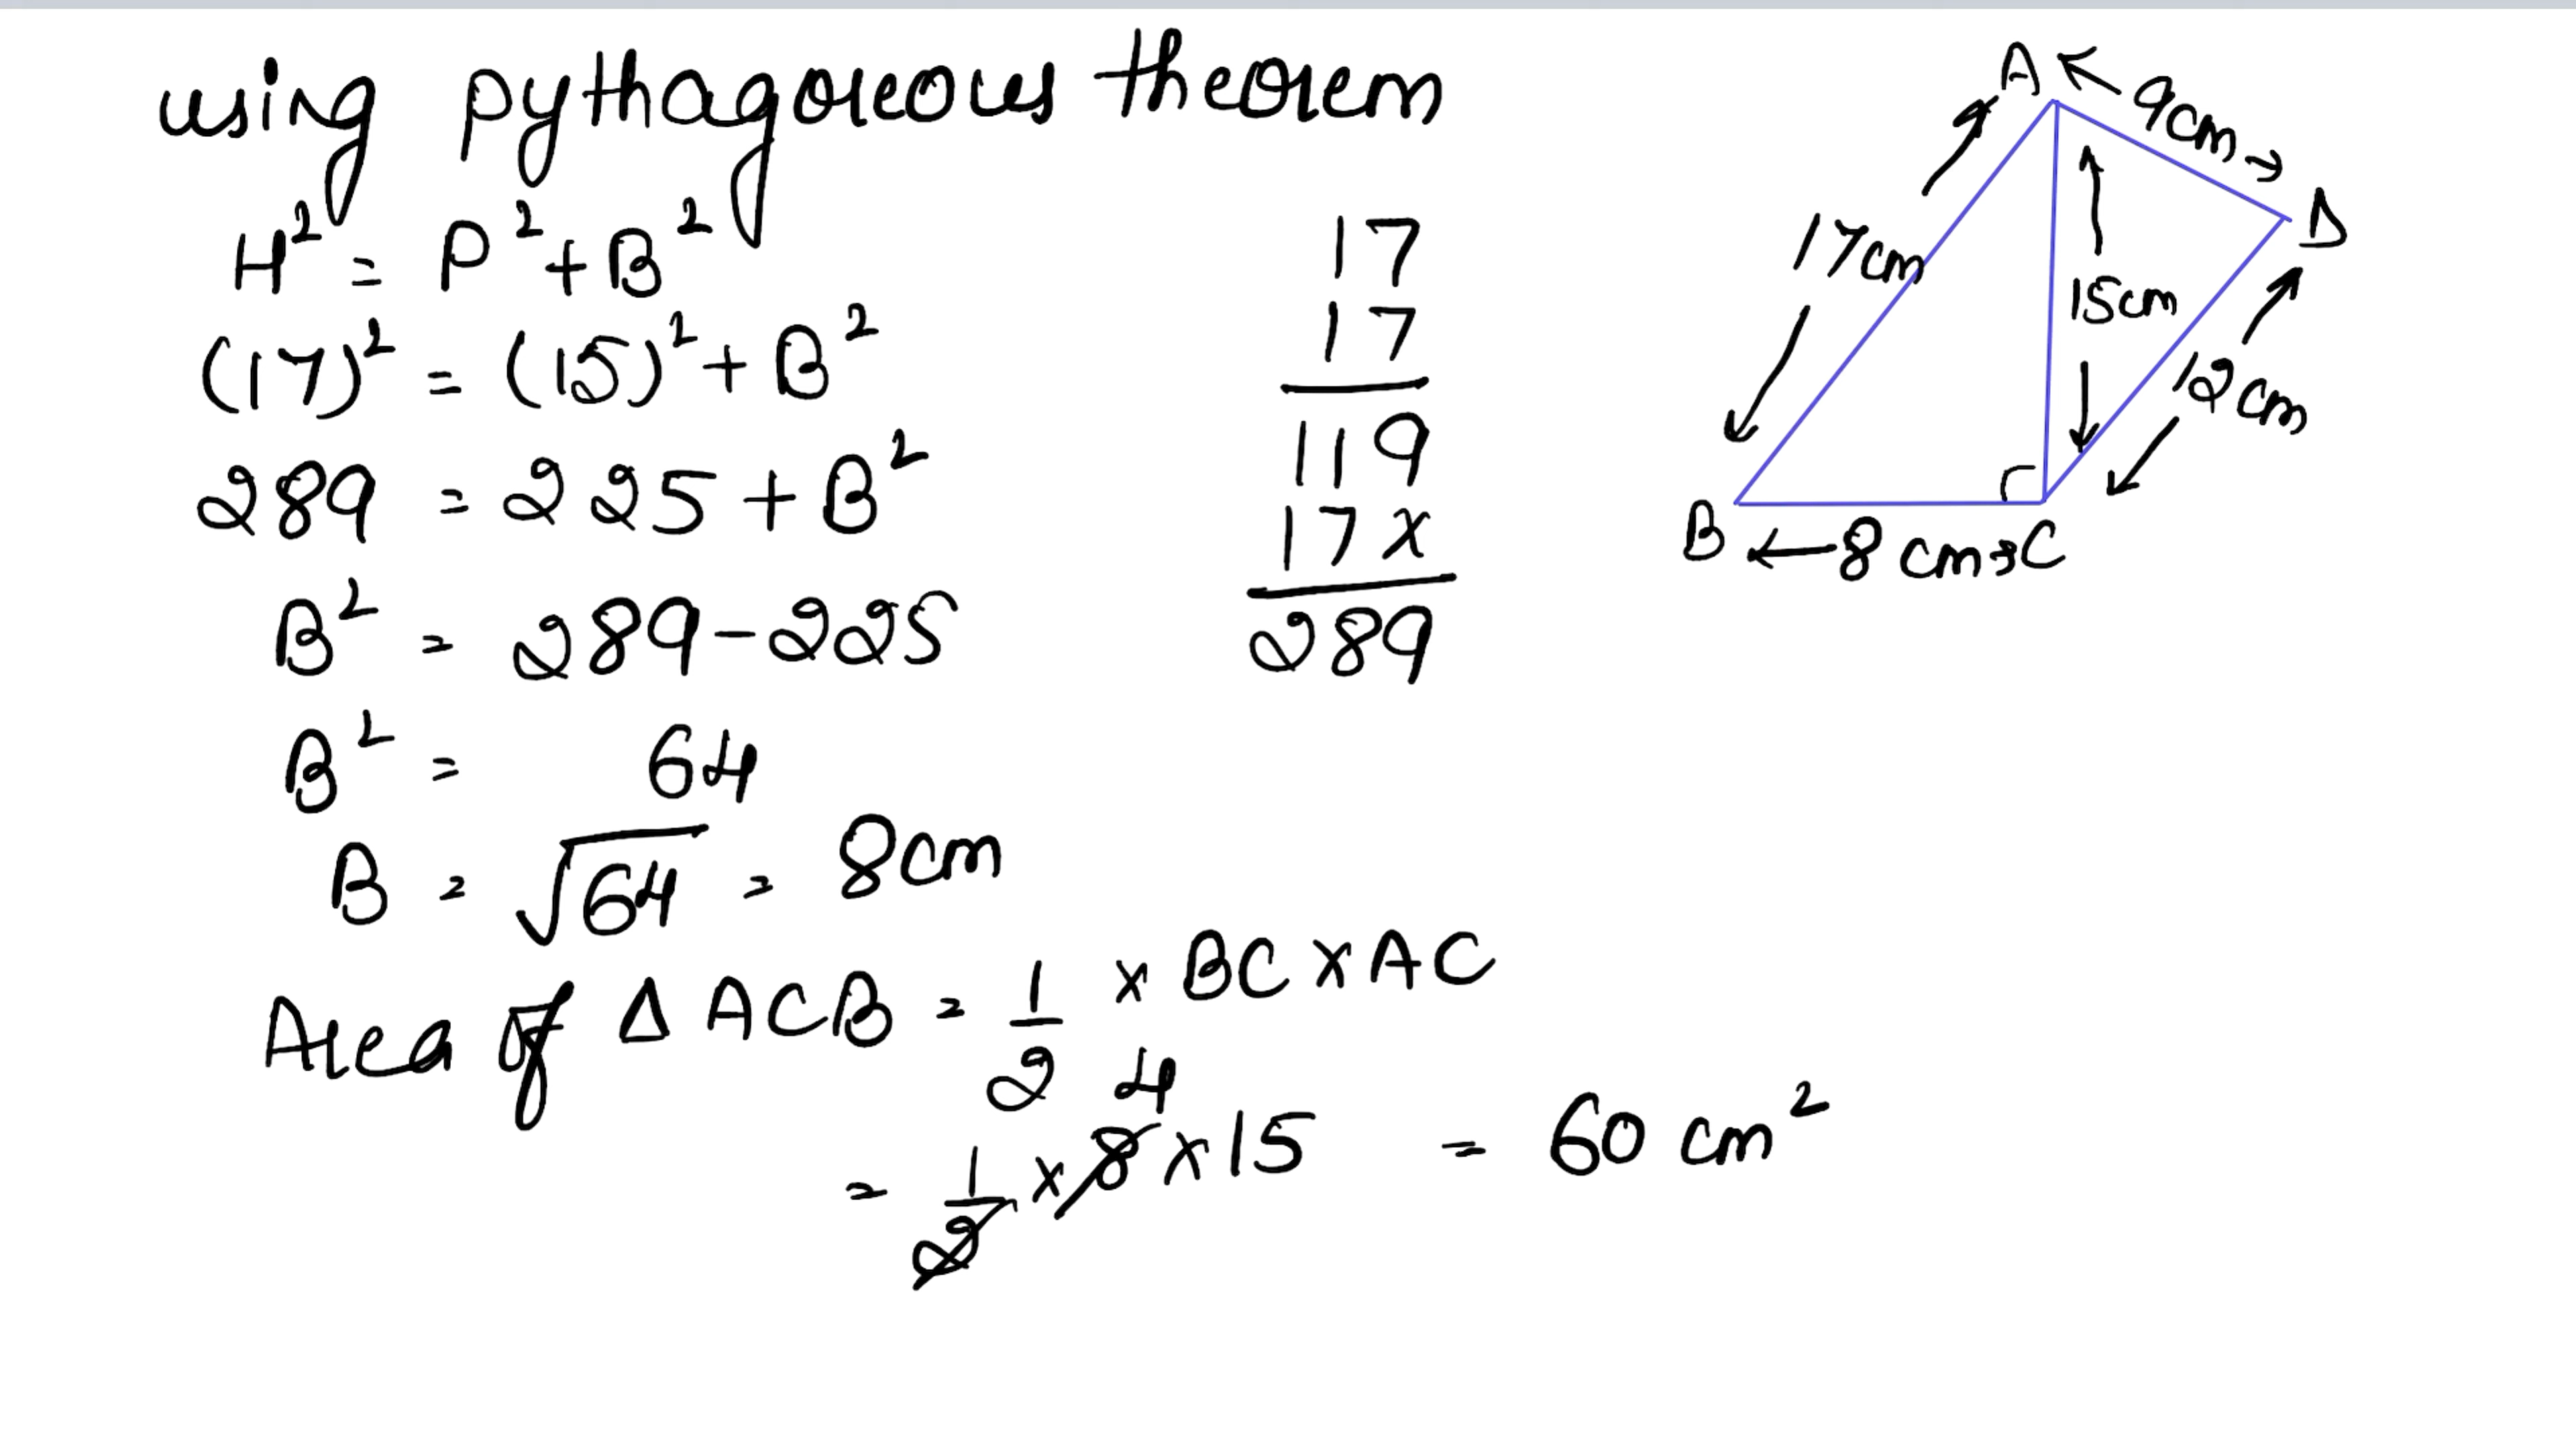 using pythagoreous theorem
H² = P² + B²
(17)² = (15)² + B²
289 = 225 + B²
B² = 289 - 225
B² = 64
B = √64 = 8cm
Area of Δ ACB = 1/2 × BC × AC
4
= 1/2 × 8 × 15 = 60 cm²
17
17
119
17x
289
A
9cm
D
17cm
15cm
12cm
B
8 cm
C